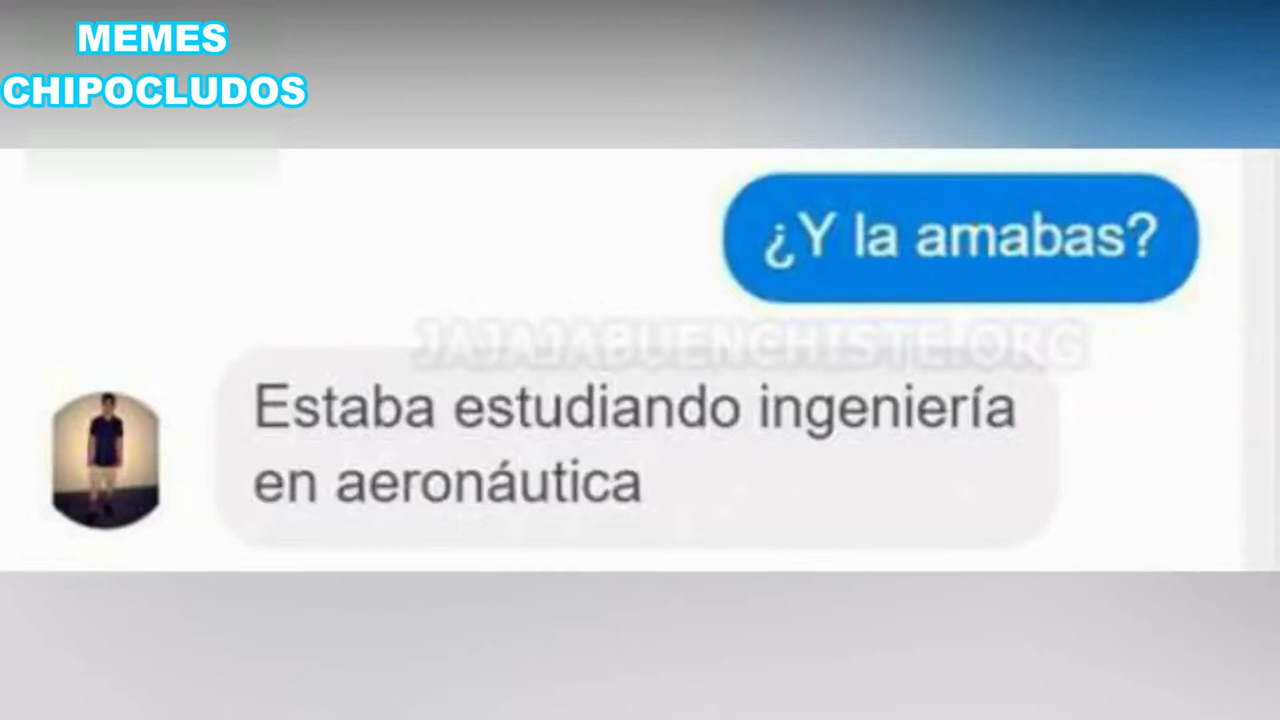 MEMES
CHIPOCLUDOS
¿Y la amabas?
JAJAJABUENCHISTE.ORG
Estaba estudiando ingeniería
en aeronáutica